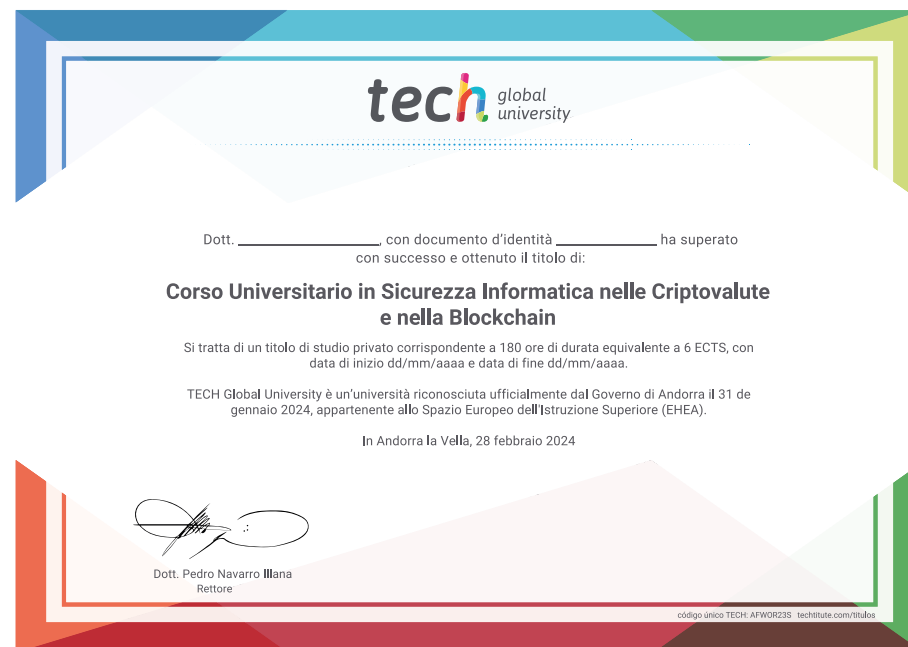 tech global university
Dott. ____________, con documento d'identità ____________ ha superato
con successo e ottenuto il titolo di:
Corso Universitario in Sicurezza Informatica nelle Criptovalute
e nella Blockchain
Si tratta di un titolo di studio privato corrispondente a 180 ore di durata equivalente a 6 ECTS, con
data di inizio dd/mm/aaaa e data di fine dd/mm/aaaa.
TECH Global University è un'università riconosciuta ufficialmente dal Governo di Andorra il 31 de
gennaio 2024, appartenente allo Spazio Europeo dell'Istruzione Superiore (EHEA).
In Andorra la Vella, 28 febbraio 2024
Dott. Pedro Navarro Illana
Rettore
código único TECH: AFWOR23S techtitute.com/titulos